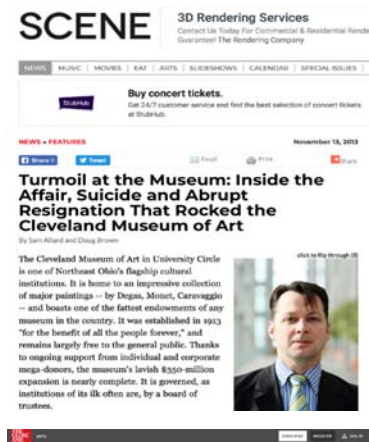 SCENE
3D Rendering Services
Contact Us Today For Commercial & Residential Rende
Guarantee! The Rendering Company
NEWS MUSIC MOVIES EAT ARTS SLIDESHOWS CALENDAR SPECIAL ISSUES
StubHub
Buy concert tickets.
Get 24/7 customer service and find the best selection of concert tickets
at StubHub.
NEWS » FEATURES November 13, 2013
Share 0 Tweet Email Print Share
Turmoil at the Museum: Inside the
Affair, Suicide and Abrupt
Resignation That Rocked the
Cleveland Museum of Art
By Sam Allard and Doug Brown
click to flip through (3)
The Cleveland Museum of Art in University Circle
is one of Northeast Ohio's flagship cultural
institutions. It is home to an impressive collection
of major paintings -- by Degas, Monet, Caravaggio
-- and boasts one of the fattest endowments of any
museum in the country. It was established in 1913
"for the benefit of all the people forever," and
remains largely free to the general public. Thanks
to ongoing support from individual and corporate
mega-donors, the museum's lavish $350-million
expansion is nearly complete. It is governed, as
institutions of its ilk often are, by a board of
trustees.
ARTS SUBSCRIBE REGISTER LOG IN